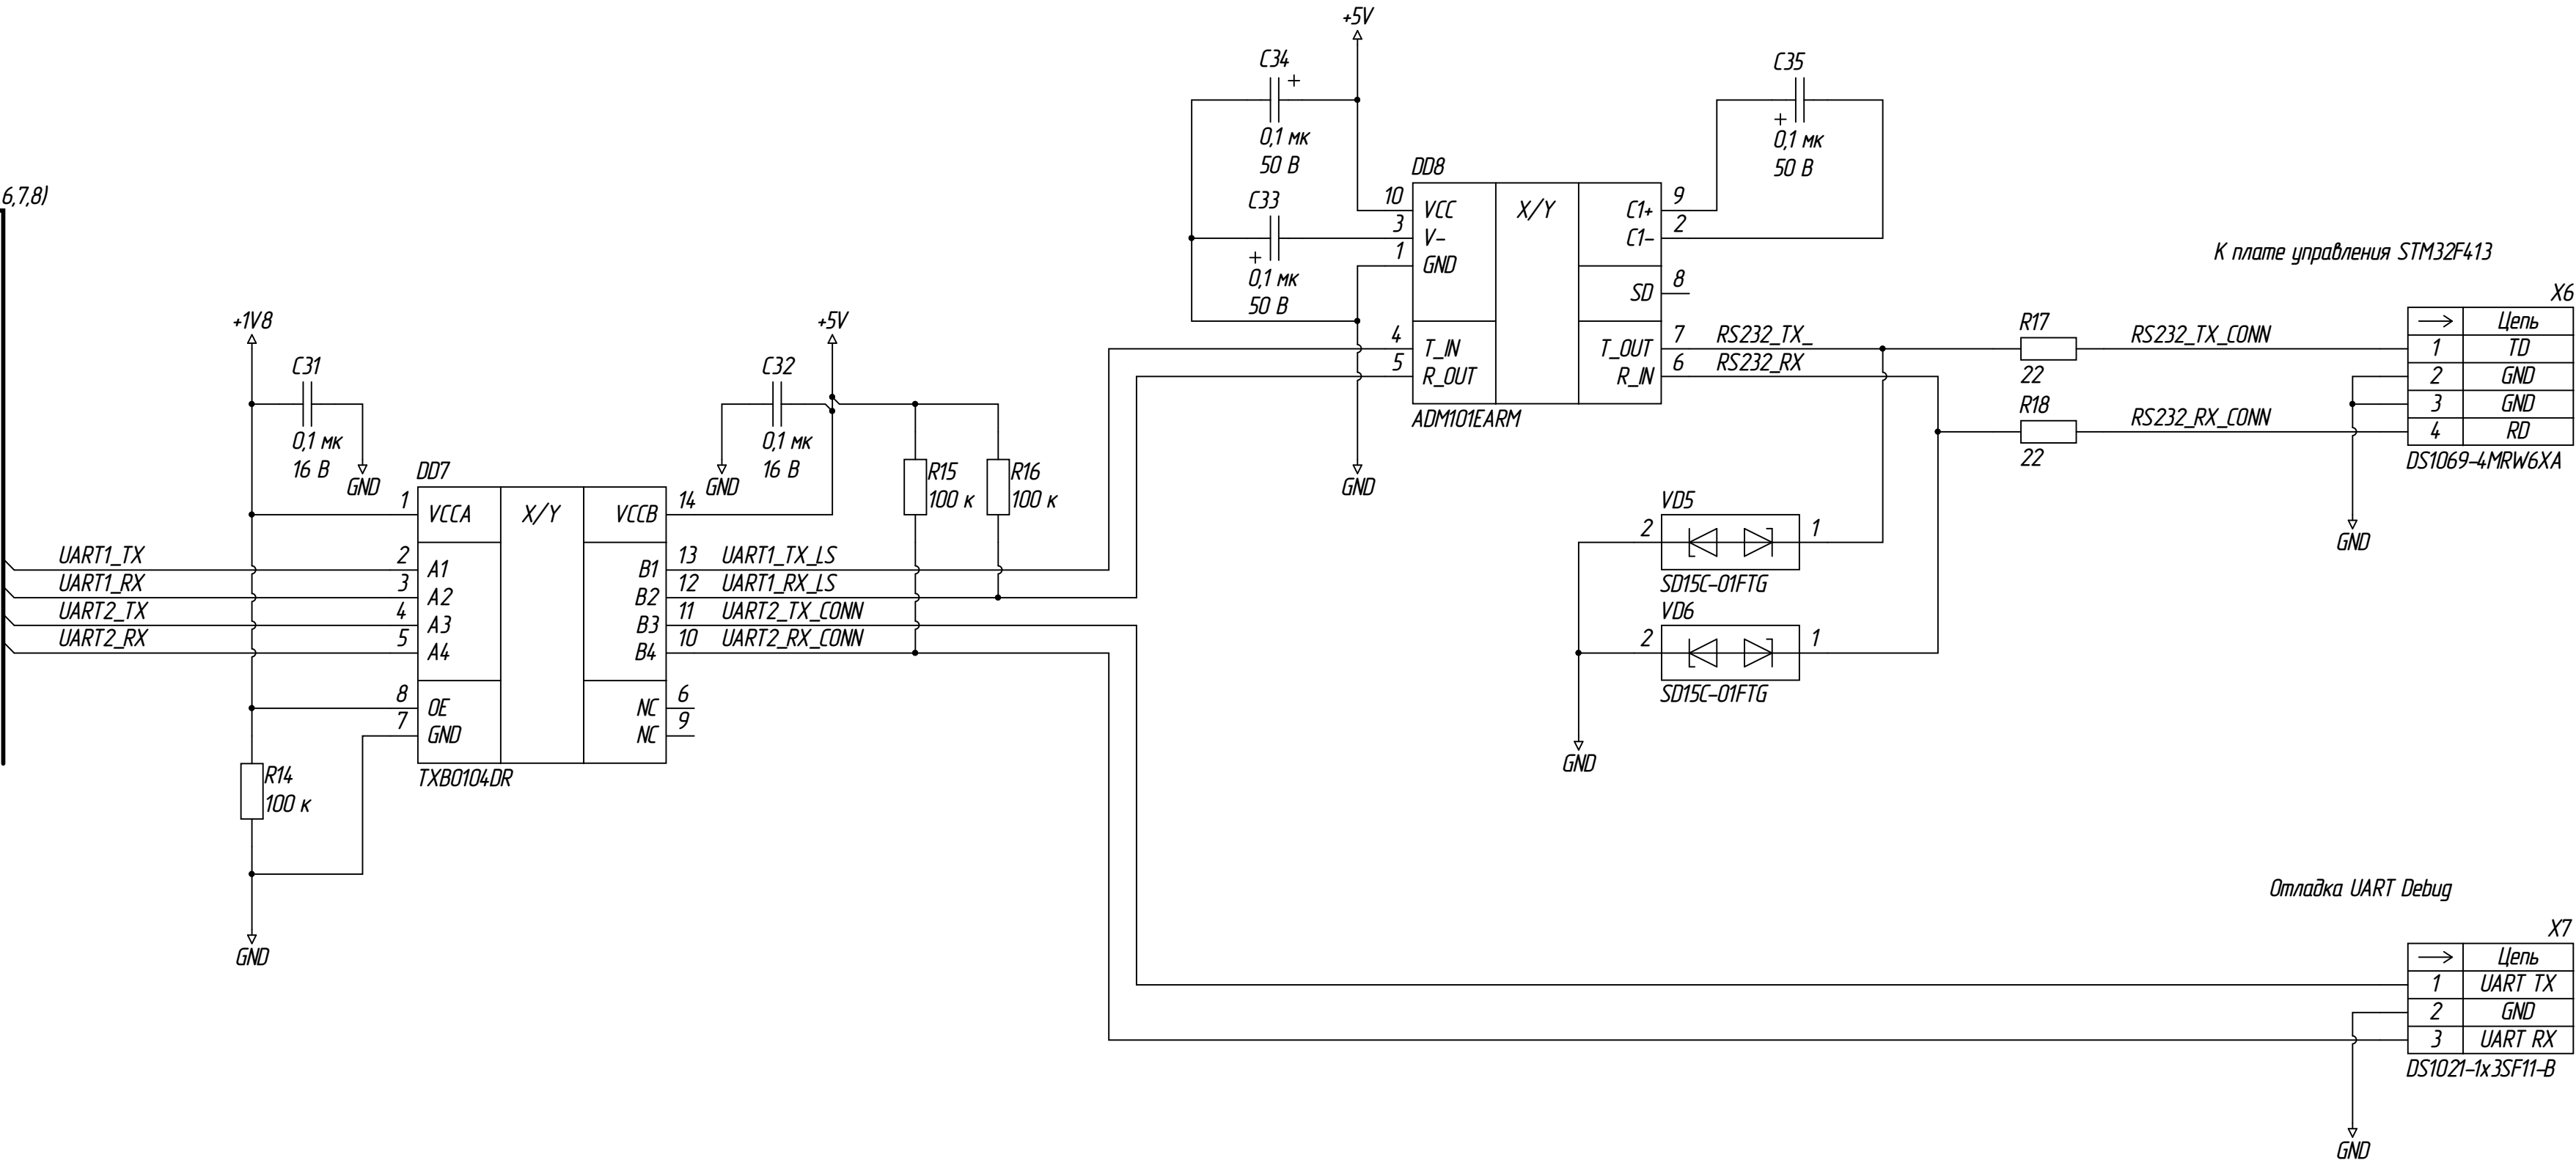 +5V
C34
+
0,1 мк
50 В
C35
+
0,1 мк
50 В
6,7,8)
DD8
C33
+
0,1 мк
50 В
10
3
1
4
5
VCC
V-
GND
T_IN
R_OUT
X/Y
C1+
C1-
SD
T_OUT
R_IN
9
2
8
7
6
ADM101EARM
GND
RS232_TX_
RS232_RX
R17
22
R18
22
RS232_TX_CONN
RS232_RX_CONN
К плате управления STM32F413
X6
Цепь
1 TD
2 GND
3 GND
4 RD
DS1069-4MRW6XA
GND
+1V8
C31
0,1 мк
16 В
GND
+5V
C32
0,1 мк
16 В
GND
R15
100 к
R16
100 к
DD7
1
2
3
4
5
8
7
VCCA
A1
A2
A3
A4
OE
GND
X/Y
VCCB
B1
B2
B3
B4
NC
NC
14
13
12
11
10
6
9
TXB0104DR
UART1_TX
UART1_RX
UART2_TX
UART2_RX
UART1_TX_LS
UART1_RX_LS
UART2_TX_CONN
UART2_RX_CONN
R14
100 к
GND
VD5
2
1
SD15C-01FTG
VD6
2
1
SD15C-01FTG
GND
Отладка UART Debug
X7
Цепь
1 UART TX
2 GND
3 UART RX
DS1021-1x3SF11-B
GND